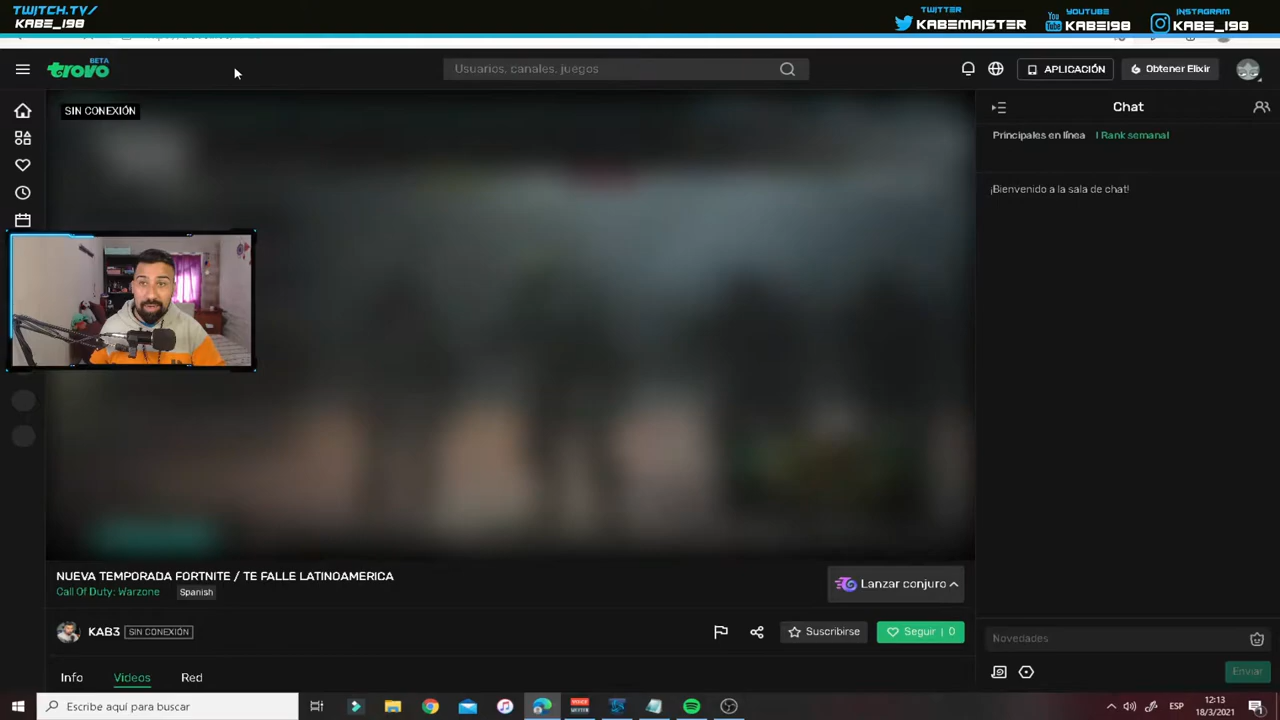 TWITCH.TV/
KABE_198
TWITTER
KABEMAISTER
YOUTUBE
You Tube
KABE198
INSTAGRAM
KABE_198
BETA
trovo
Usuarios, canales, juegos
APLICACIÓN
Obtener Elixir
SIN CONEXIÓN
Chat
Principales en línea
Rank semanal
¡Bienvenido a la sala de chat!
NUEVA TEMPORADA FORTNITE / TE FALLE LATINOAMERICA
Call Of Duty: Warzone
Spanish
Lanzar conjuro
KAB3
SIN CONEXIÓN
Suscribirse
Seguir | 0
Novedades
Info
Videos
Red
Enviar
Escribe aquí para buscar
ESP
12:13
18/3/2021